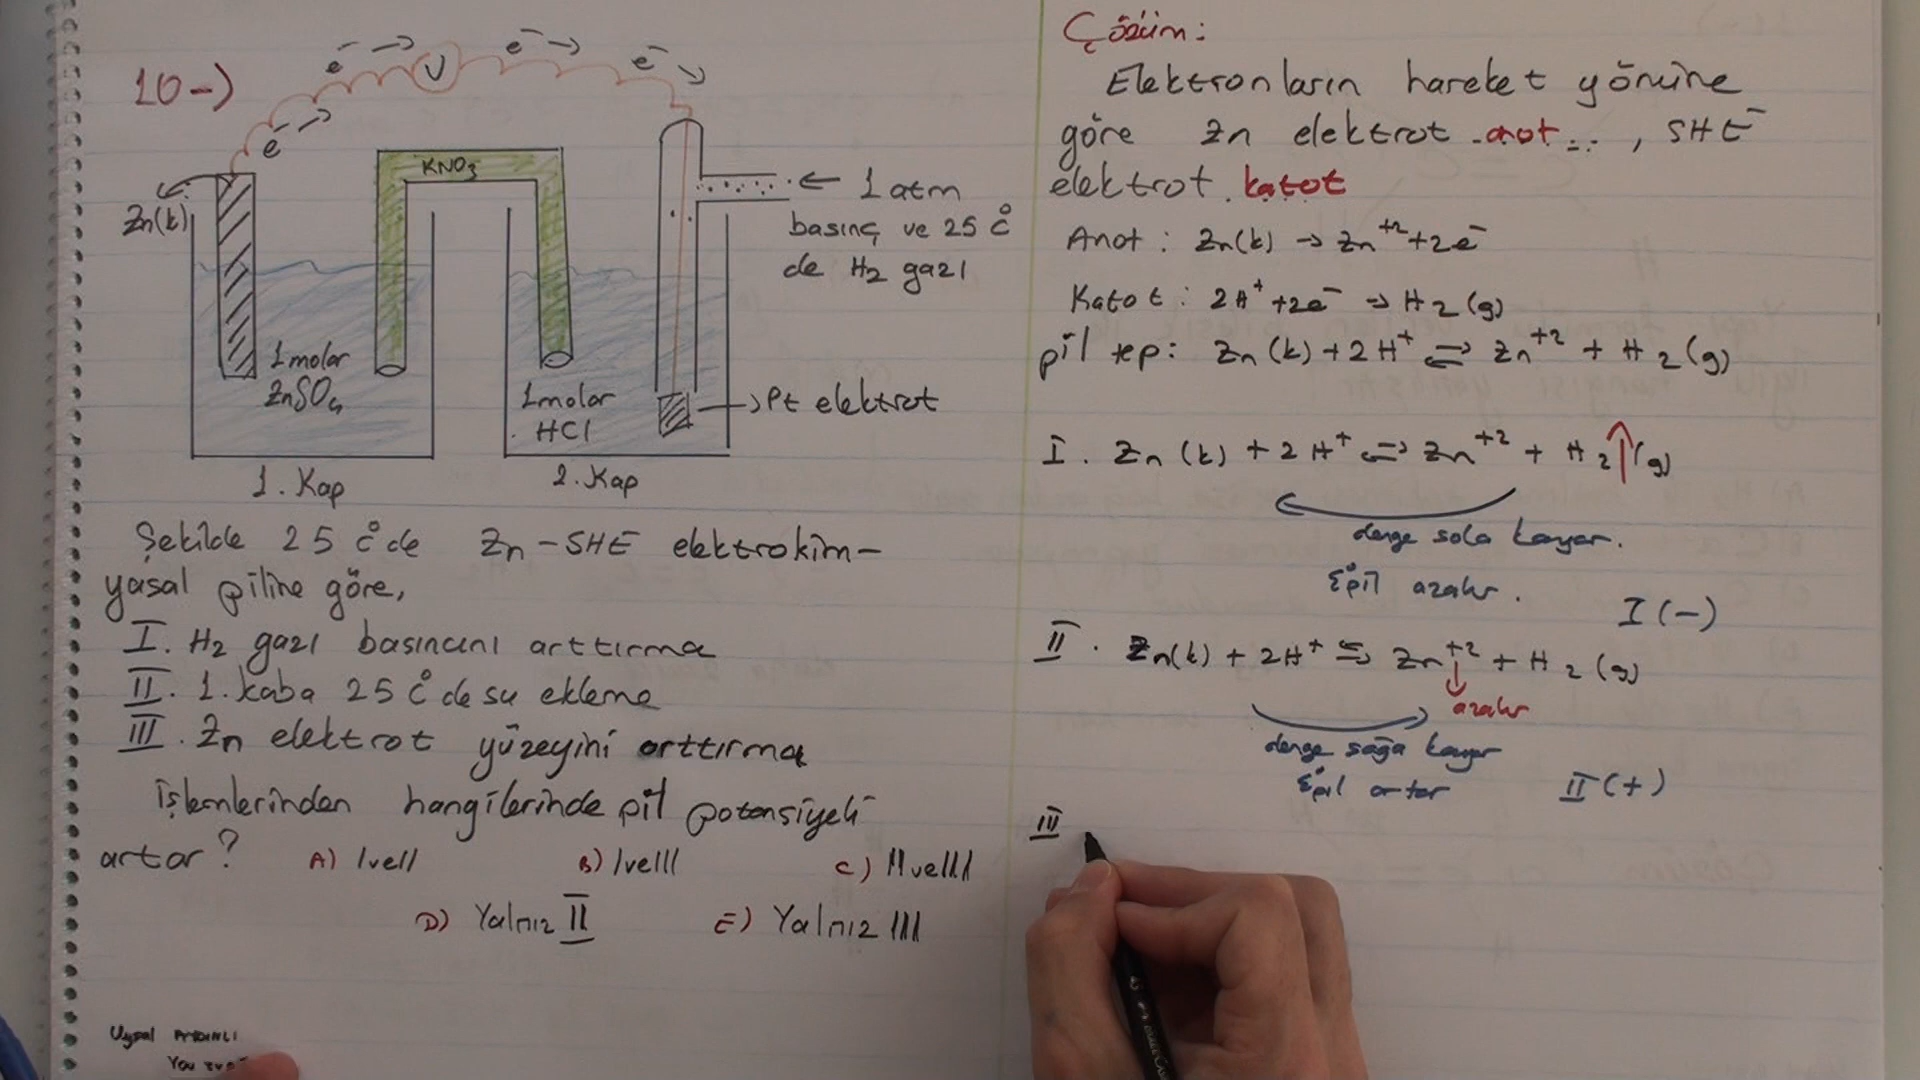 10-)
e⁻ → e⁻ → V e⁻ → e⁻ →
KNO₃
Zn(k)
← 1 atm
basınç ve 25 °C
de H₂ gazı
1 molar
ZnSO₄
1 molar
HCl
→ Pt elektrot
1. Kap
2. Kap
Şekilde 25 °C de Zn-SHE elektrokim-
yasal piline göre,
I. H₂ gazı basıncını arttırma
II. 1. kaba 25 °C de su ekleme
III. Zn elektrot yüzeyini arttırma
işlemlerinden hangilerinde pil potansiyeli
artar? A) I ve II B) I ve III C) II ve III
D) Yalnız II E) Yalnız III
Uysal
Çözüm:
Elektronların hareket yönüne
göre Zn elektrot .anot... , SHE
elektrot .katot
Anot : Zn(k) → Zn⁺² + 2e⁻
Katot : 2H⁺ + 2e⁻ → H₂(g)
pil tep: Zn(k) + 2H⁺ ⇌ Zn⁺² + H₂(g)
I. Zn(k) + 2H⁺ ⇌ Zn⁺² + H₂↑(g)
denge sola kayar.
εpil azalır.
I (-)
II. Zn(k) + 2H⁺ ⇌ Zn⁺² + H₂(g)
↓
azalır
denge sağa kayar
εpil artar II (+)
III